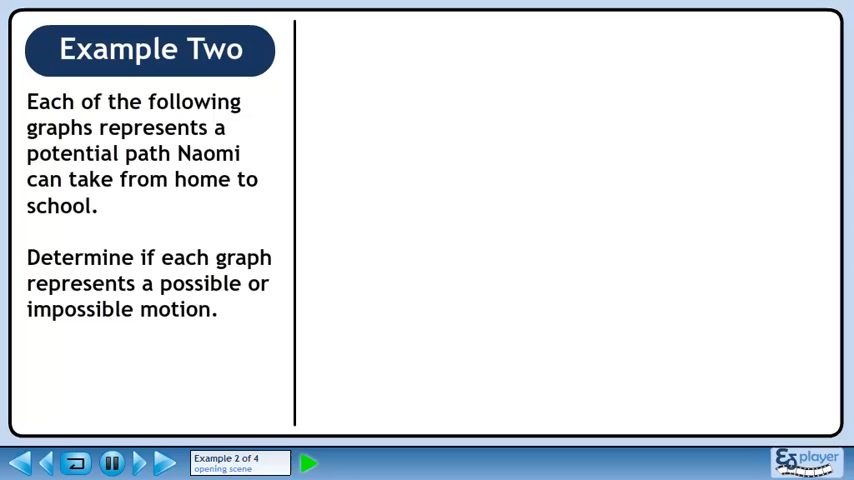 Example Two
Each of the following
graphs represents a
potential path Naomi
can take from home to
school.
Determine if each graph
represents a possible or
impossible motion.
Example 2 of 4
opening scene
player